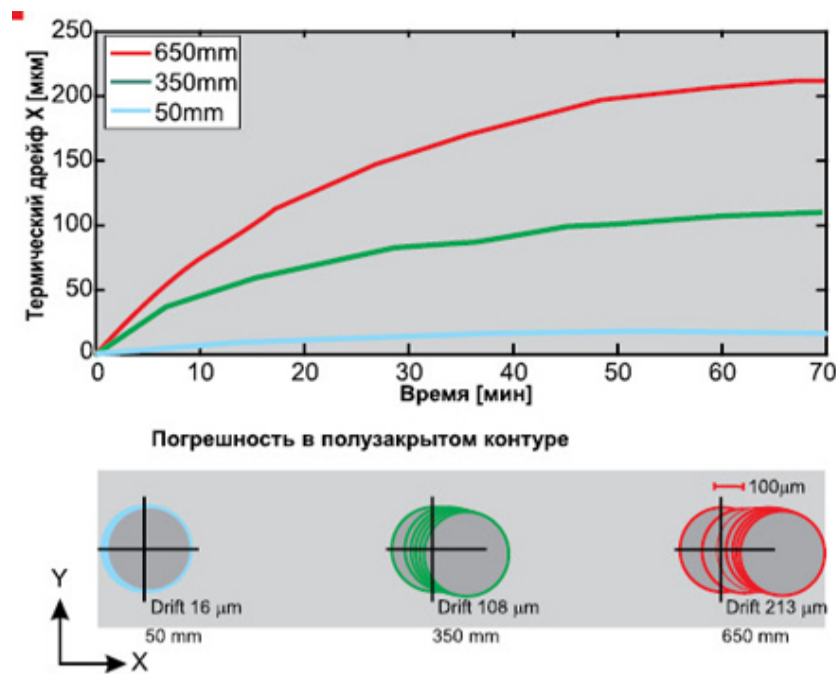 Термический дрейф X [мкм]
250
200
150
100
50
0
650mm
350mm
50mm
0 10 20 30 40 50 60 70
Время [мин]
Погрешность в полузакрытом контуре
100μm
Drift 16 μm
Drift 108 μm
Drift 213 μm
50 mm
350 mm
650 mm
Y
X